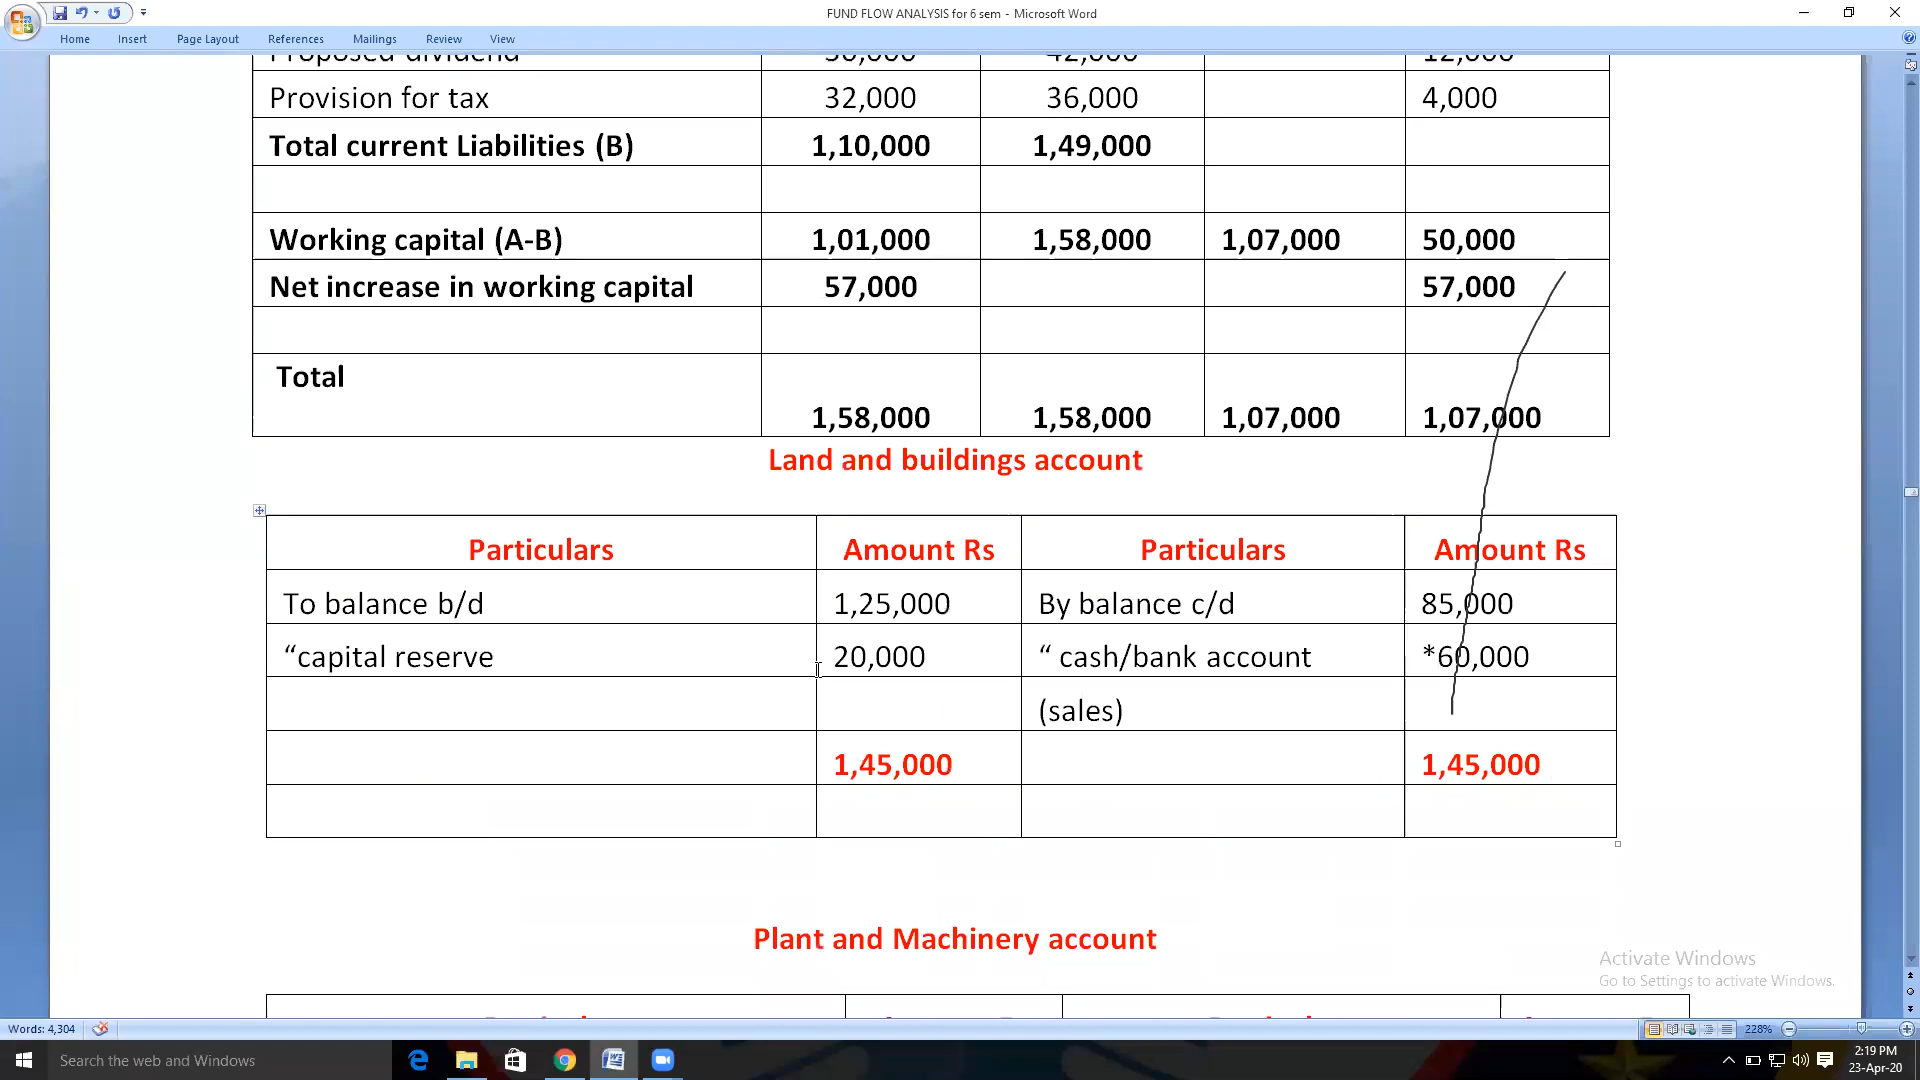 FUND FLOW ANALYSIS for 6 sem - Microsoft Word
Home Insert Page Layout References Mailings Review View
Proposed dividend 42,000 12,000
Provision for tax 32,000 36,000 4,000
Total current Liabilities (B) 1,10,000 1,49,000
Working capital (A-B) 1,01,000 1,58,000 1,07,000 50,000
Net increase in working capital 57,000 57,000
Total
1,58,000 1,58,000 1,07,000 1,07,000
Land and buildings account
Particulars Amount Rs Particulars Amount Rs
To balance b/d 1,25,000 By balance c/d 85,000
“capital reserve 20,000 “ cash/bank account *60,000
(sales)
1,45,000 1,45,000
Plant and Machinery account
Activate Windows
Go to Settings to activate Windows.
Words: 4,304 228%
Search the web and Windows
2:19 PM
23-Apr-20